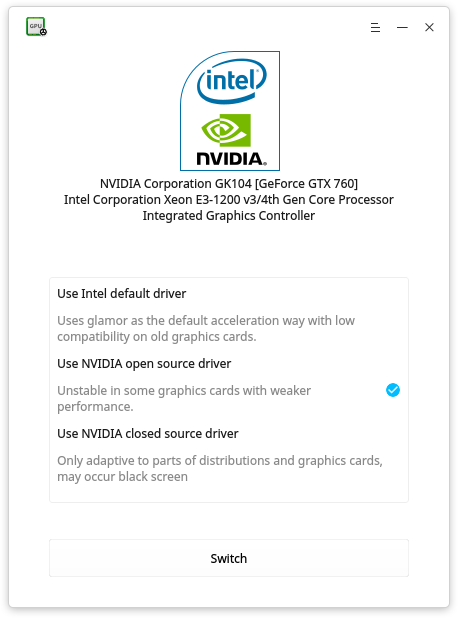 GPU
intel
NVIDIA.
NVIDIA Corporation GK104 [GeForce GTX 760]
Intel Corporation Xeon E3-1200 v3/4th Gen Core Processor
Integrated Graphics Controller
Use Intel default driver
Uses glamor as the default acceleration way with low
compatibility on old graphics cards.
Use NVIDIA open source driver
Unstable in some graphics cards with weaker
performance.
Use NVIDIA closed source driver
Only adaptive to parts of distributions and graphics cards,
may occur black screen
Switch